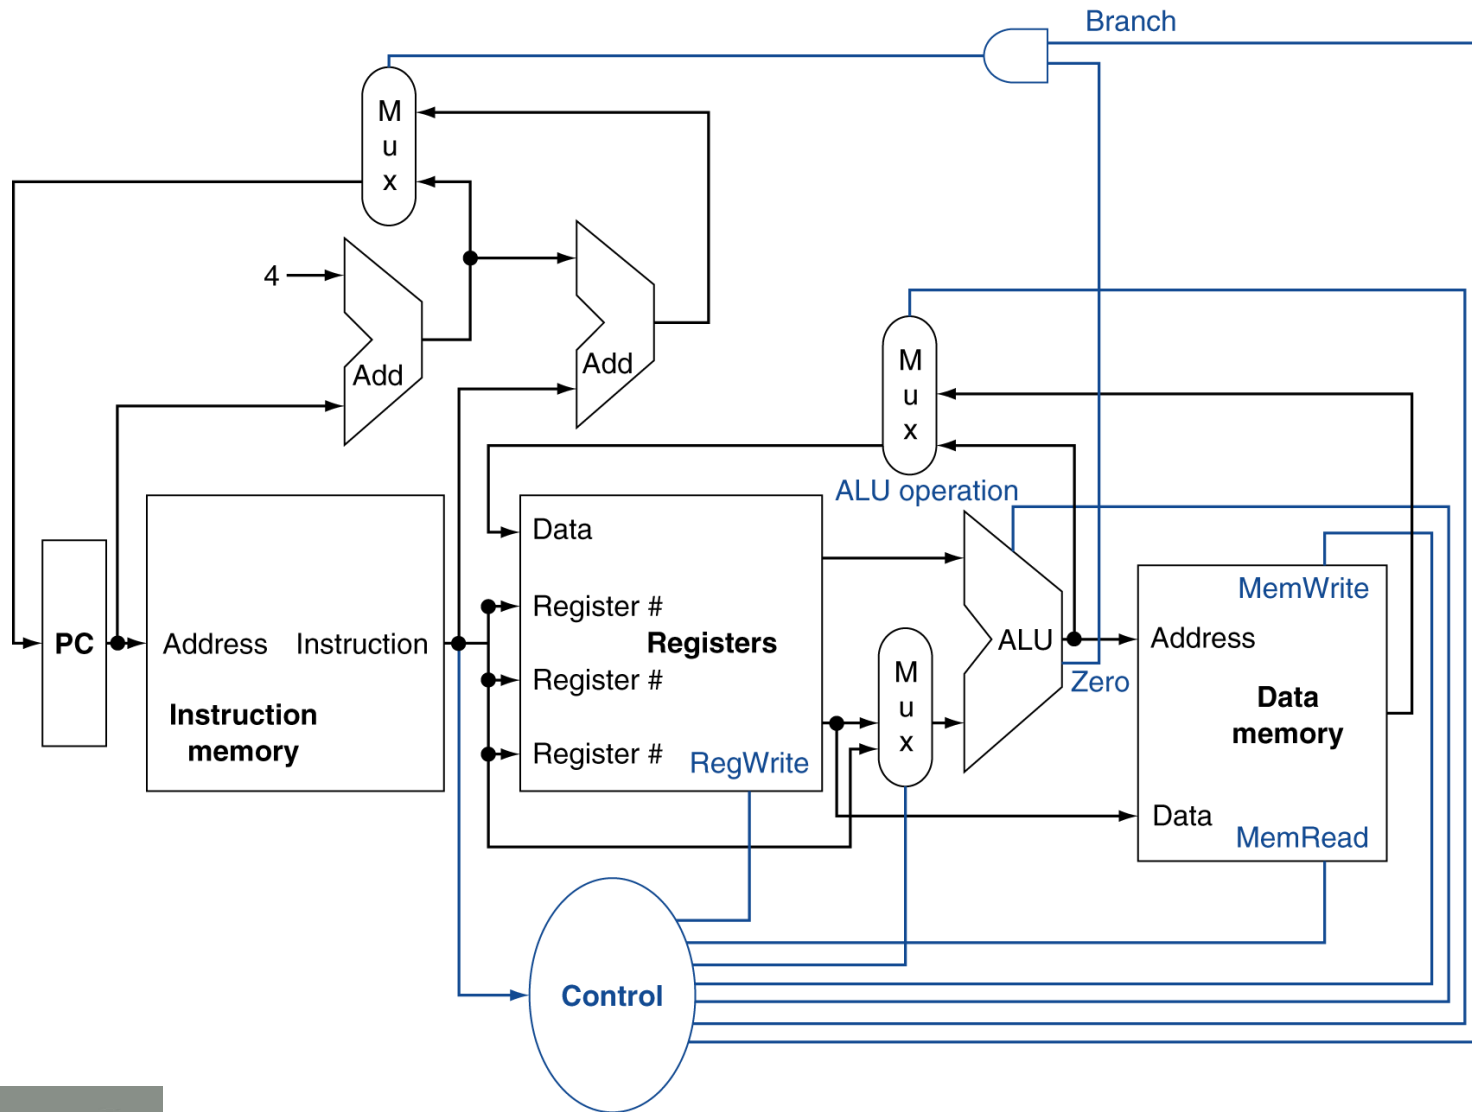 Branch
M
u
x
4
Add
Add
M
u
x
ALU operation
Data
Register #
Registers
Register #
Register #
RegWrite
PC
Address
Instruction
Instruction
memory
M
u
x
ALU
Zero
MemWrite
Address
Data
memory
Data
MemRead
Control